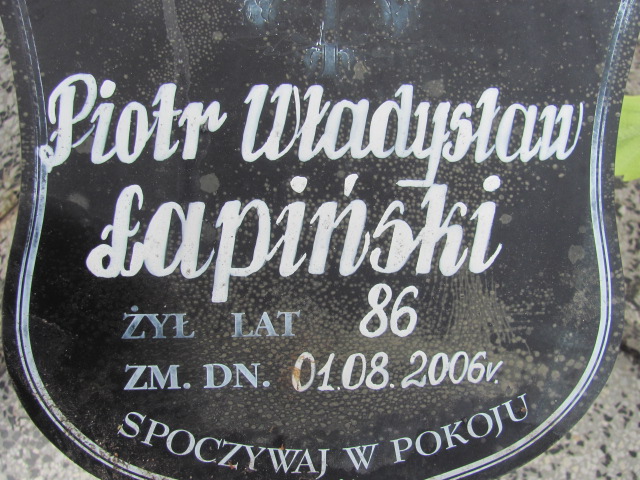 Piotr Władysław
Łapiński
ŻYŁ LAT 86
ZM. DN. 01.08.2006r.
SPOCZYWAJ W POKOJU